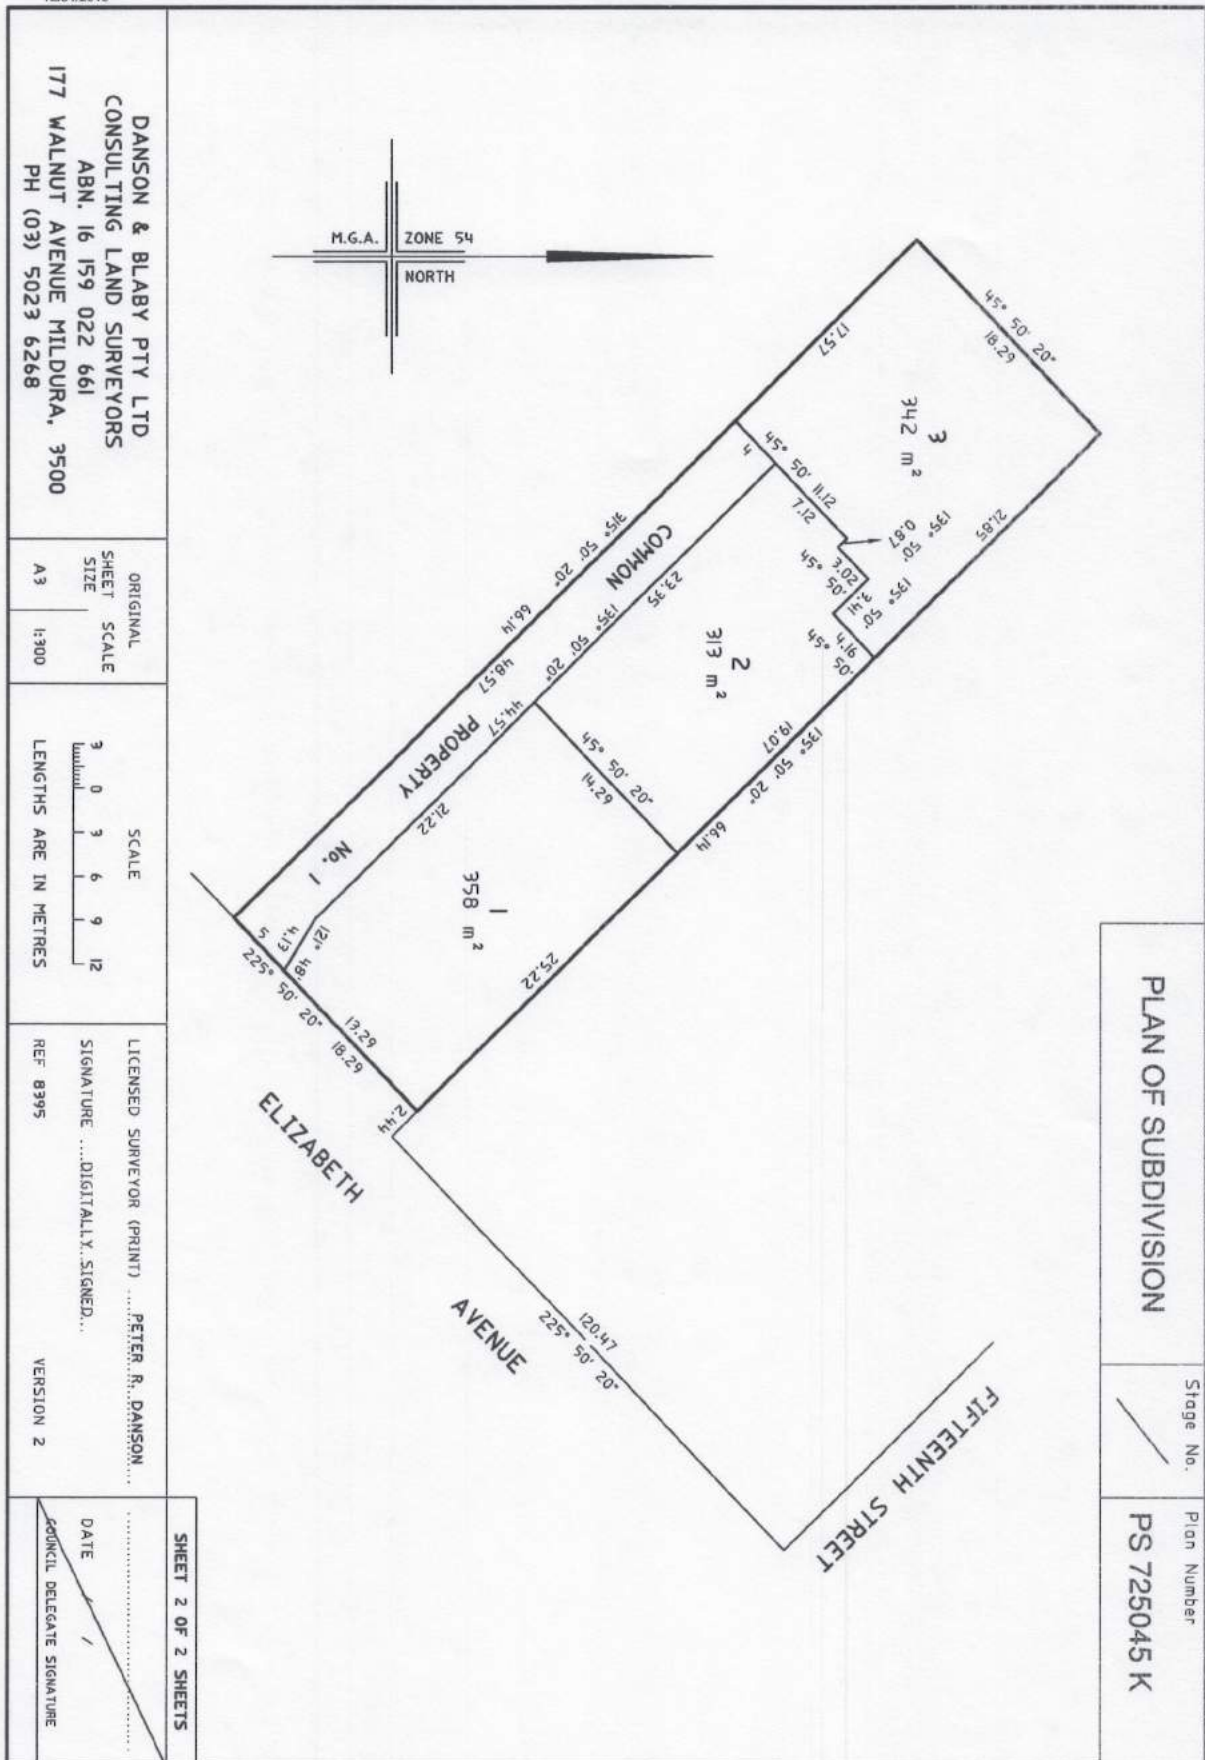 PLAN OF SUBDIVISION
Stage No.
Plan Number
PS 725045 K
M.G.A. ZONE 54
NORTH
45° 50' 20"
18.29
17.57
3
342 m²
21.85
135° 50'
0.87
45° 50'
11.12
4
7.12
3.02
45° 50'
3.41
135° 50'
4.16
45° 50'
315° 50' 20"
66.14
48.57
COMMON
PROPERTY
No. 1
23.35
135° 50' 20"
44.57
21.22
2
313 m²
19.07
135° 50' 20"
66.14
45° 50' 20"
14.29
1
358 m²
25.22
121° 48'
4.13
5
225° 50' 20"
13.29
18.29
2.44
ELIZABETH
AVENUE
120.47
225° 50' 20"
FIFTEENTH STREET
DANSON & BLABY PTY LTD
CONSULTING LAND SURVEYORS
ABN. 16 159 022 661
177 WALNUT AVENUE MILDURA, 3500
PH (03) 5023 6268
ORIGINAL
SHEET SIZE
SCALE
A3
1:300
SCALE
3 0 3 6 9 12
LENGTHS ARE IN METRES
LICENSED SURVEYOR (PRINT) ....PETER R. DANSON....
SIGNATURE ....DIGITALLY SIGNED...
REF 8395
VERSION 2
SHEET 2 OF 2 SHEETS
DATE / /
COUNCIL DELEGATE SIGNATURE